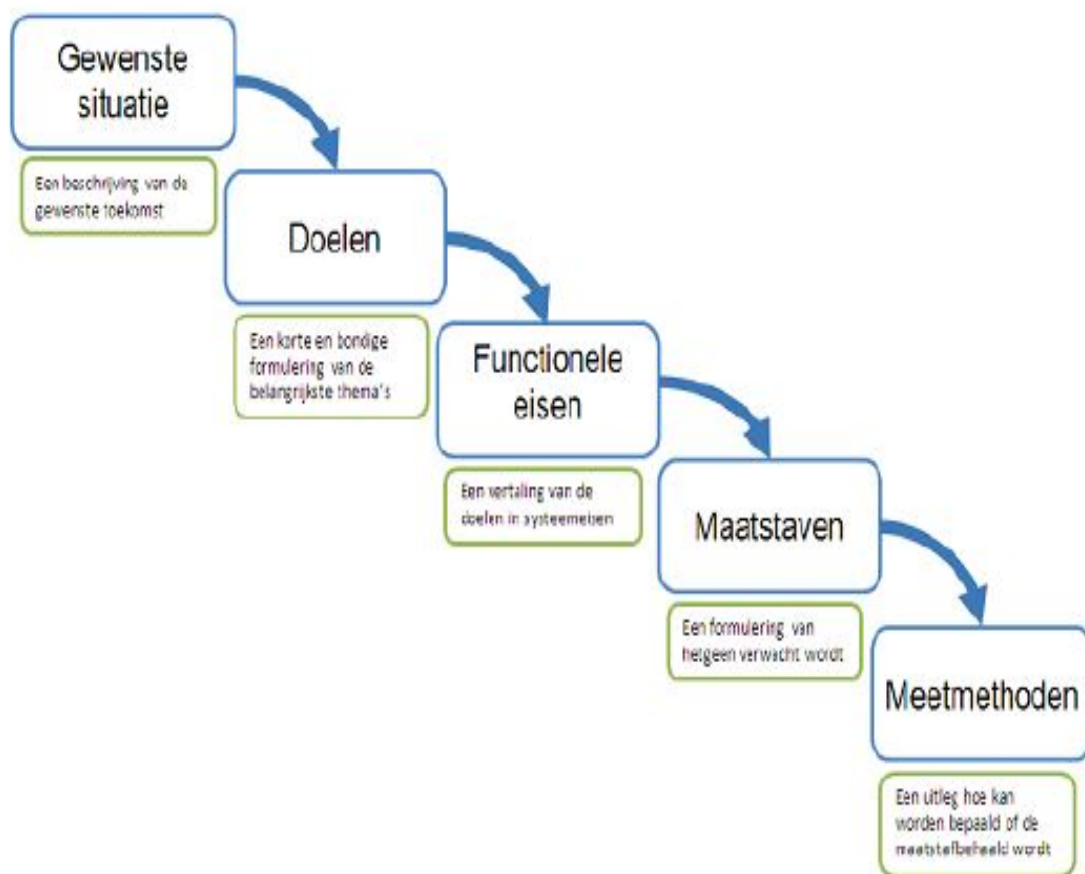 Gewenste
situatie
Een beschrijving van de
gewenste toekomst
Doelen
Een korte en bondige
formulering van de
belangrijkste thema's
Functionele
eisen
Een vertaling van de
doelen in systeemeisen
Maatstaven
Een formulering van
hetgeen verwacht wordt
Meetmethoden
Een uitleg hoe kan
worden bepaald of de
maatstafbehaald wordt